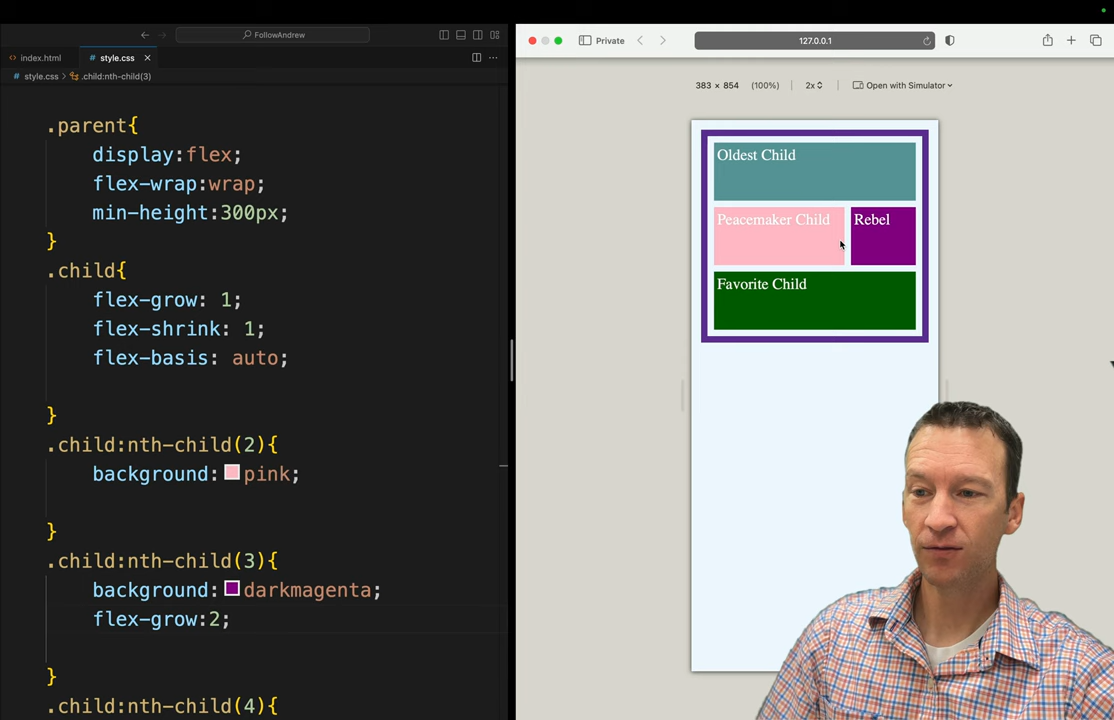 FollowAndrew
index.html
style.css
style.css > .child:nth-child(3)
.parent{
display:flex;
flex-wrap:wrap;
min-height:300px;
}
.child{
flex-grow: 1;
flex-shrink: 1;
flex-basis: auto;
}
.child:nth-child(2){
background:pink;
}
.child:nth-child(3){
background:darkmagenta;
flex-grow:2;
}
.child:nth-child(4){
Private
127.0.0.1
383 × 854 (100%) 2x Open with Simulator
Oldest Child
Peacemaker Child
Rebel
Favorite Child